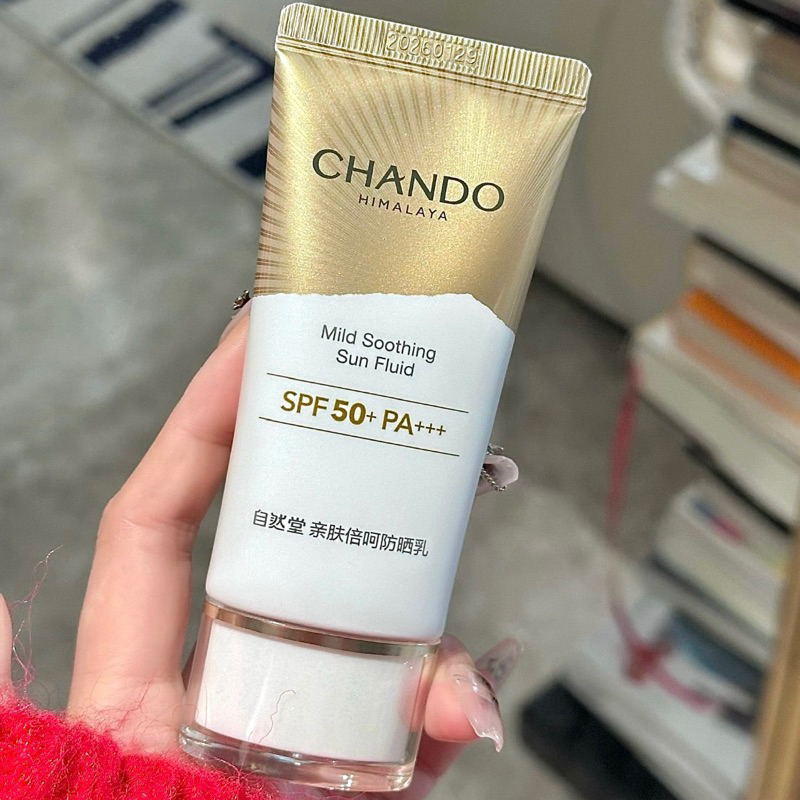 20260129
CHANDO
HIMALAYA
Mild Soothing
Sun Fluid
SPF 50+ PA+++
自然堂 亲肤倍呵防晒乳